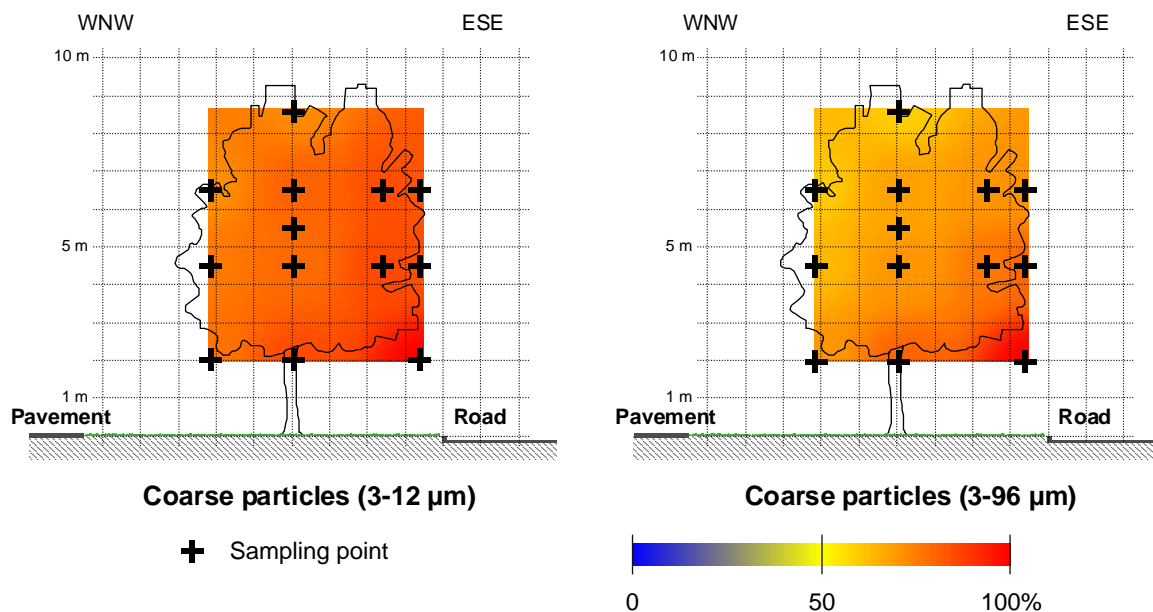 WNW ESE
10 m
5 m
1 m
Pavement Road
Coarse particles (3-12 µm)
Sampling point
WNW ESE
10 m
5 m
1 m
Pavement Road
Coarse particles (3-96 µm)
0 50 100%